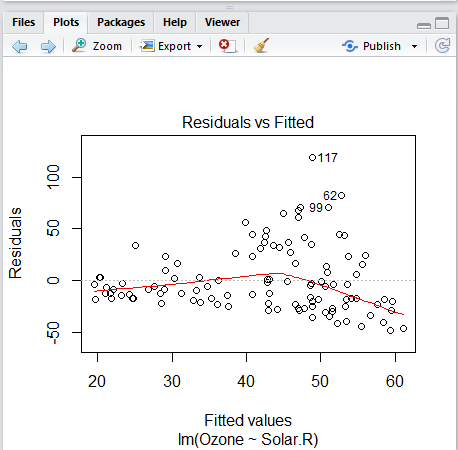 Files Plots Packages Help Viewer
Zoom Export Publish
Residuals vs Fitted
Residuals
100
50
0
-50
117
62
99
20 30 40 50 60
Fitted values
lm(Ozone ~ Solar.R)